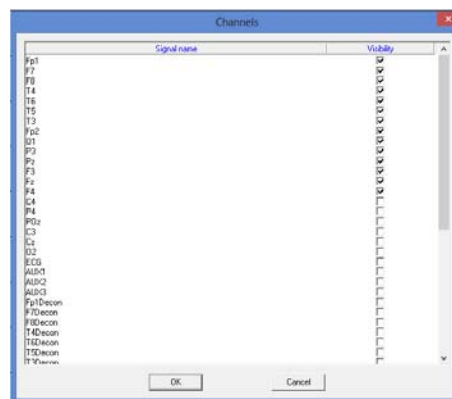 Channels
Signal name Visibility
Fp1
F7
F8
T4
T6
T5
T3
Fp2
O1
P3
Pz
F3
Fz
F4
C4
P4
POz
C3
Cz
O2
ECG
AUX1
AUX2
AUX3
Fp1Decon
F7Decon
F8Decon
T4Decon
T6Decon
T5Decon
T3Decon
OK Cancel